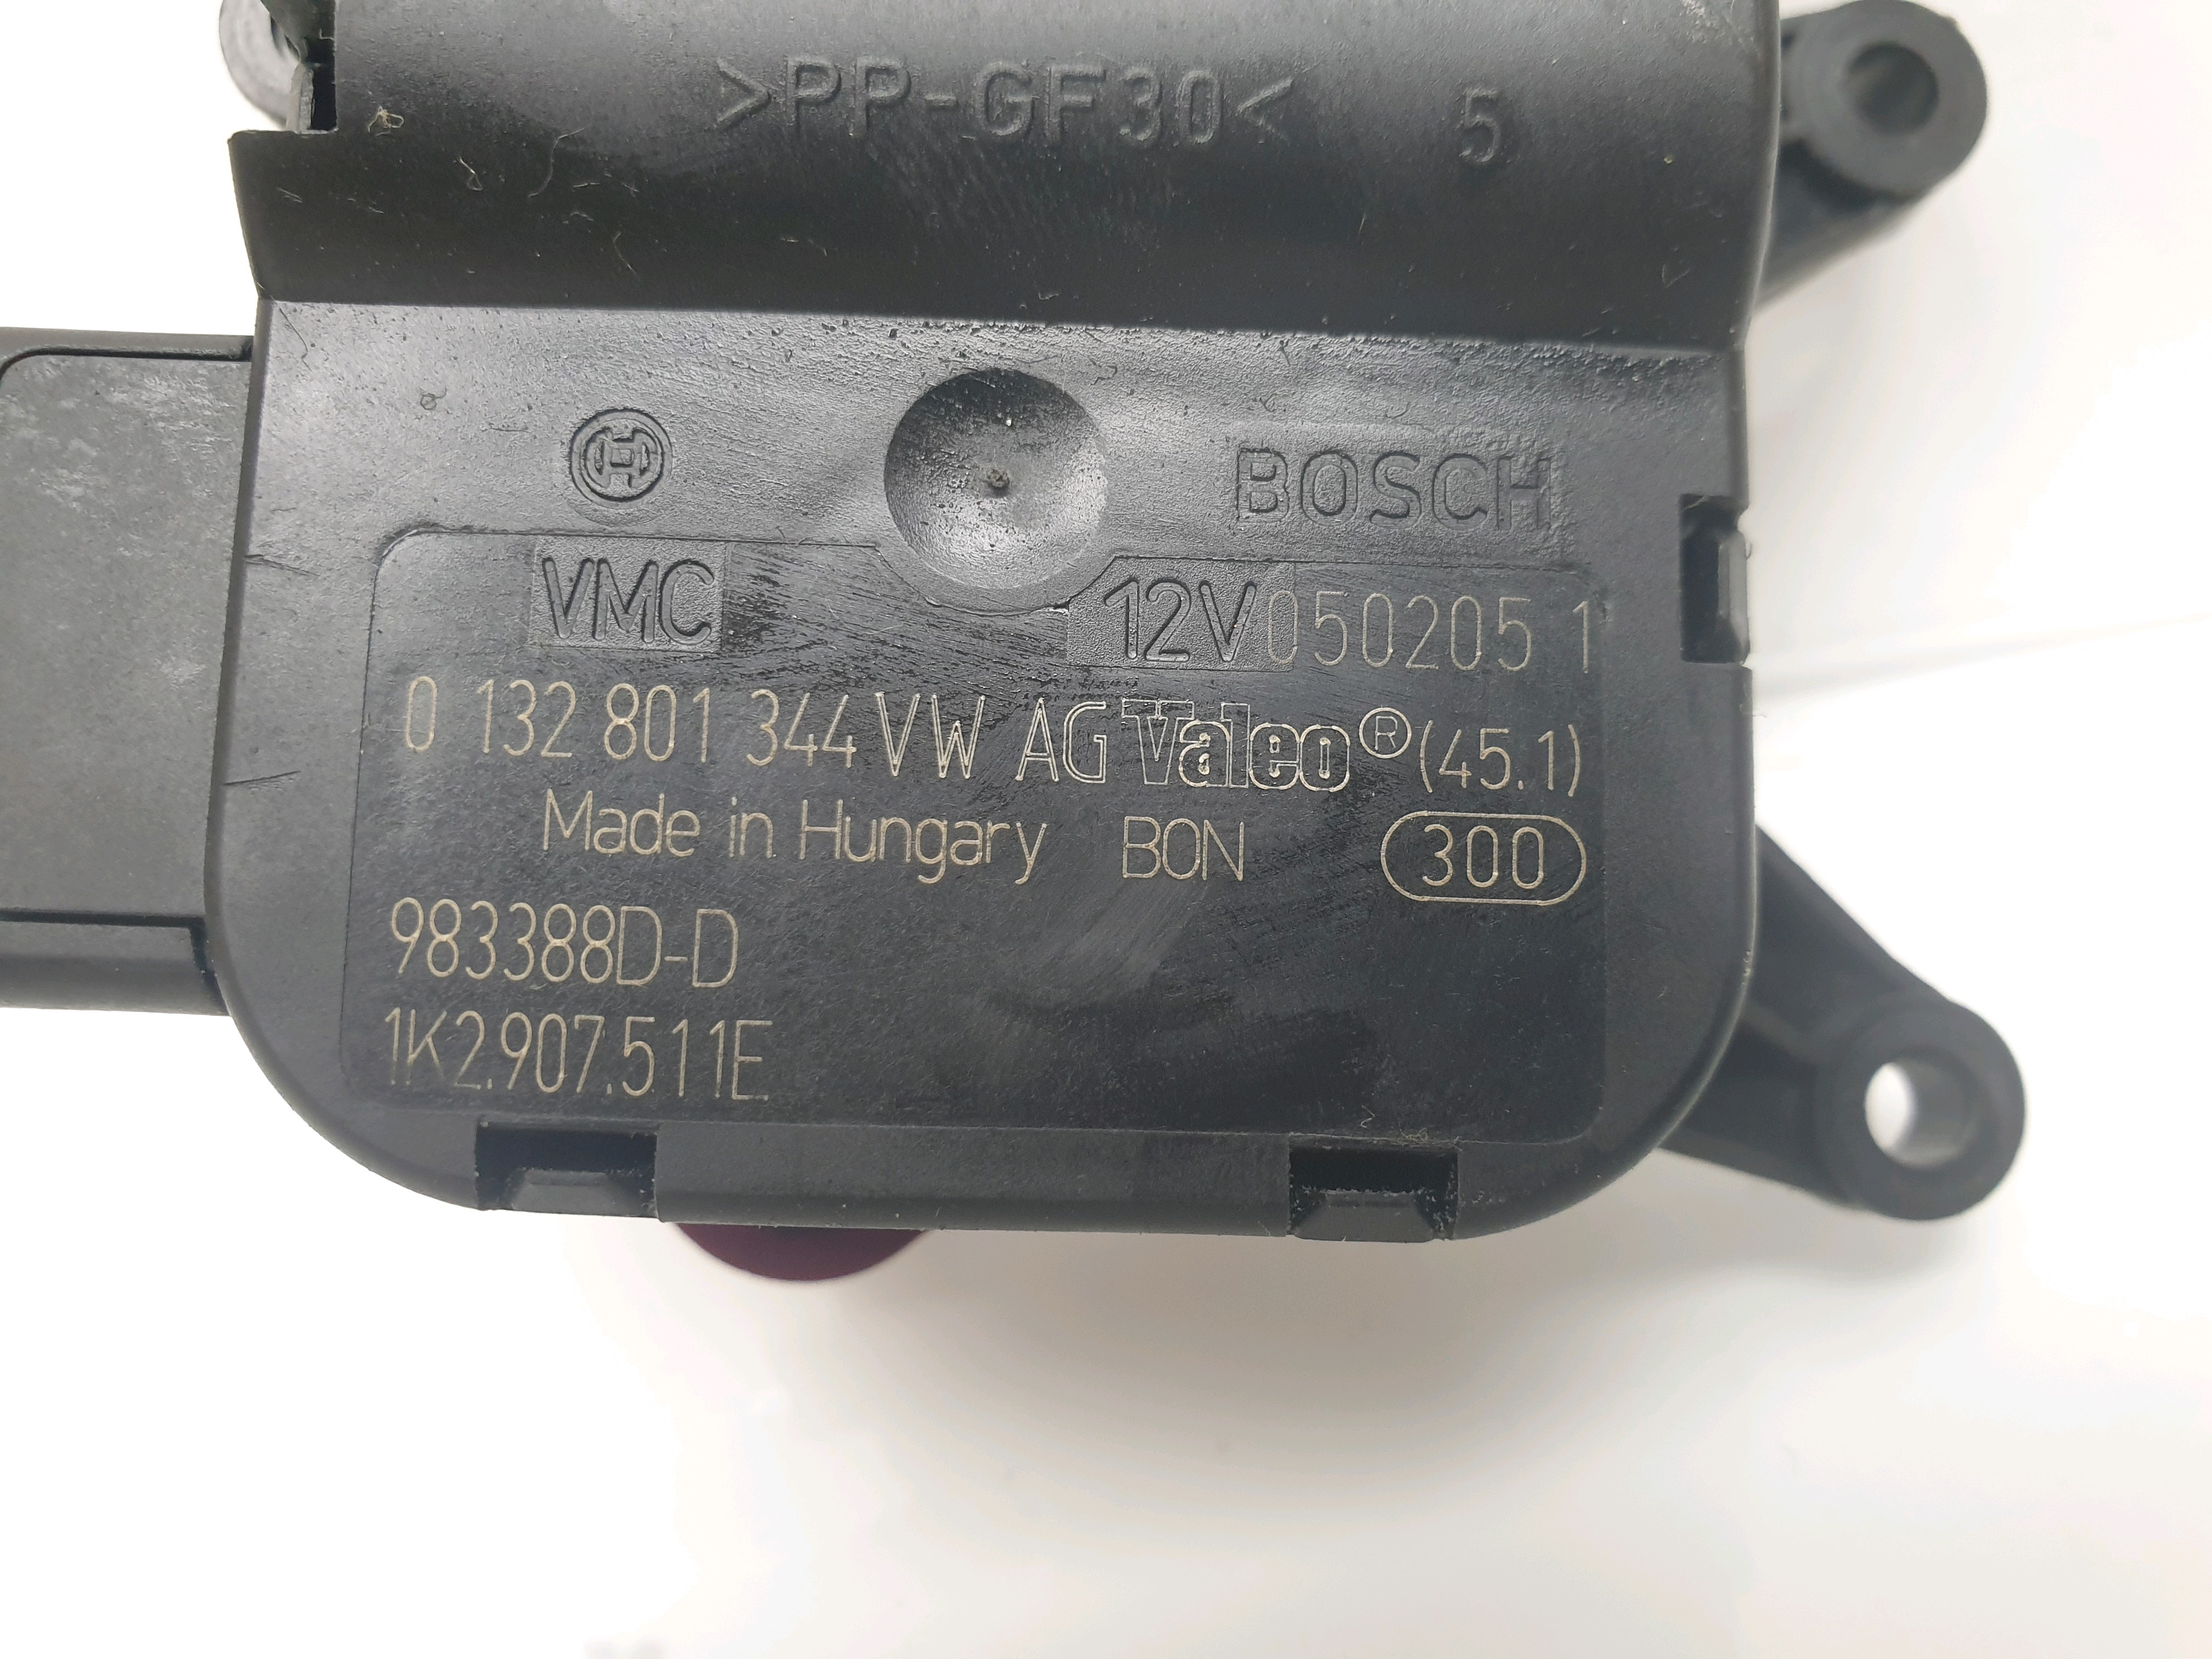 >PP-GF30< 5
BOSCH
VMC 12V 050205 1
0 132 801 344 VW AG Valeo® (45.1)
Made in Hungary BON 300
983388D-D
1K2.907.511E